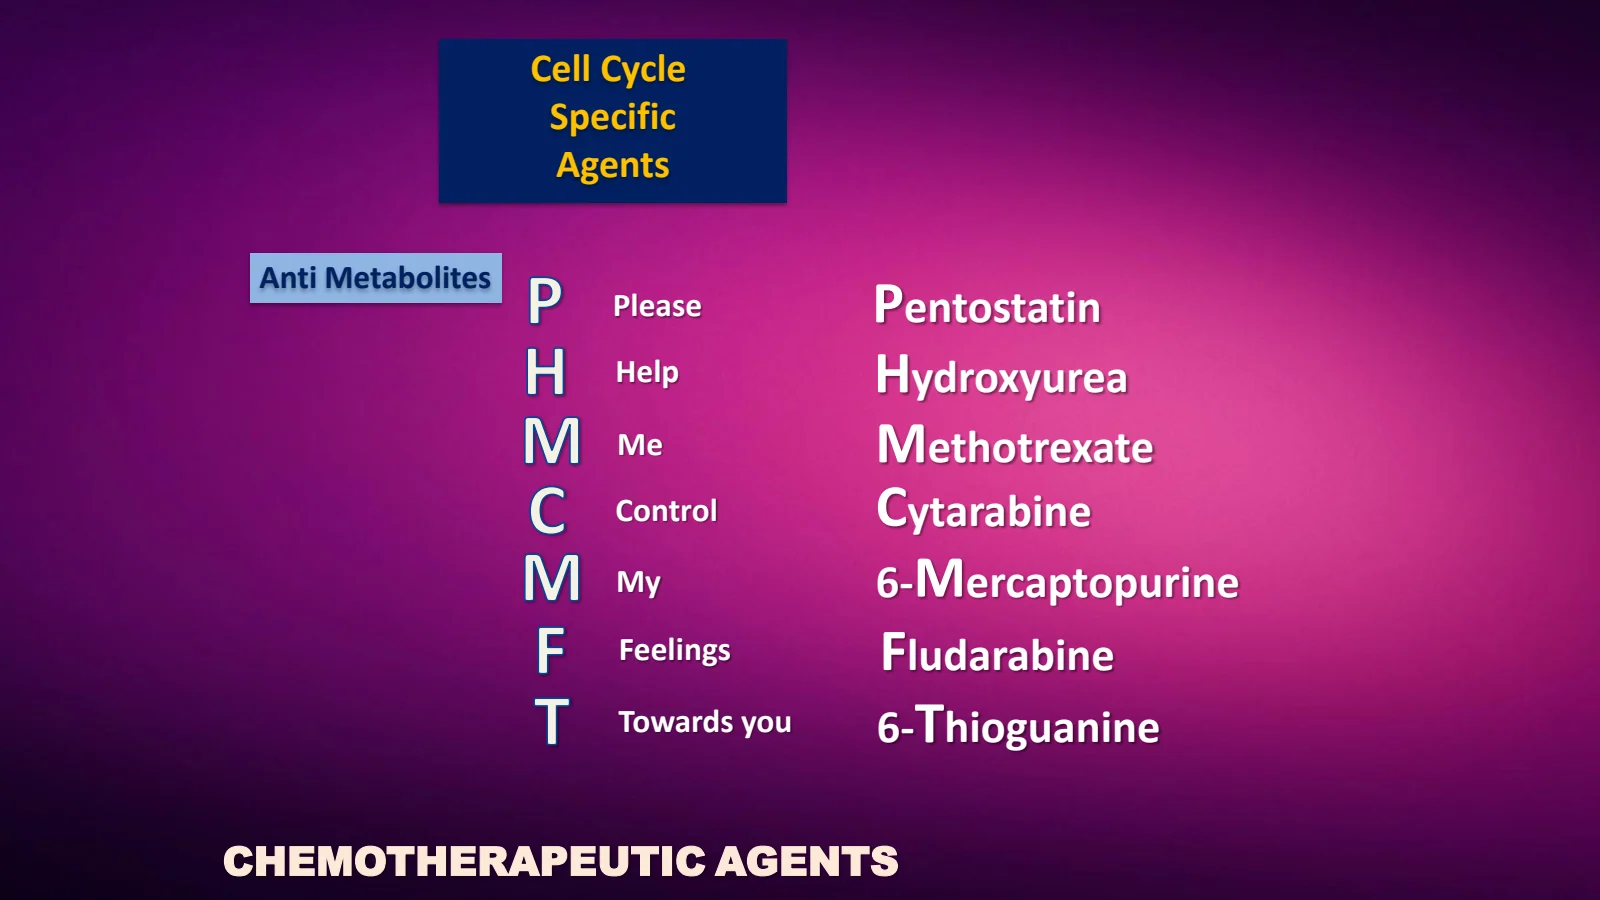 Cell Cycle
Specific
Agents
Anti Metabolites
P Please Pentostatin
H Help Hydroxyurea
M Me Methotrexate
C Control Cytarabine
M My 6-Mercaptopurine
F Feelings Fludarabine
T Towards you 6-Thioguanine
CHEMOTHERAPEUTIC AGENTS